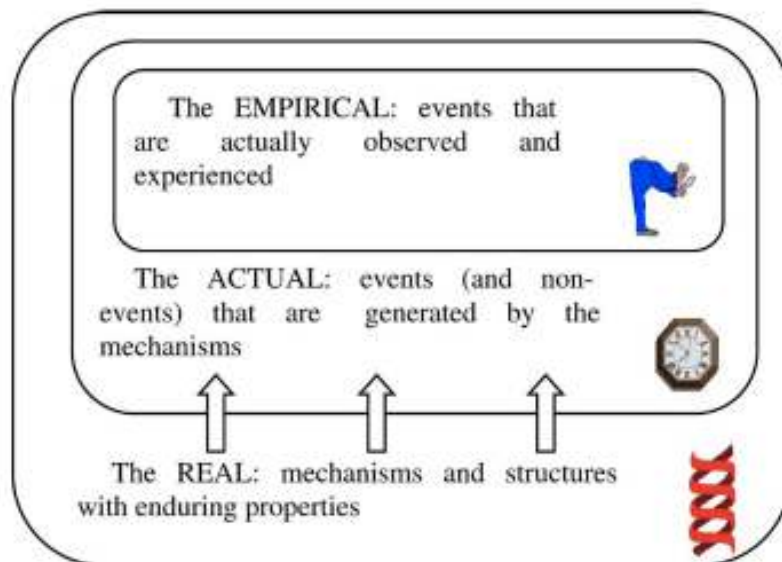 The EMPIRICAL: events that
are actually observed and
experienced
The ACTUAL: events (and non-
events) that are generated by the
mechanisms
The REAL: mechanisms and structures
with enduring properties